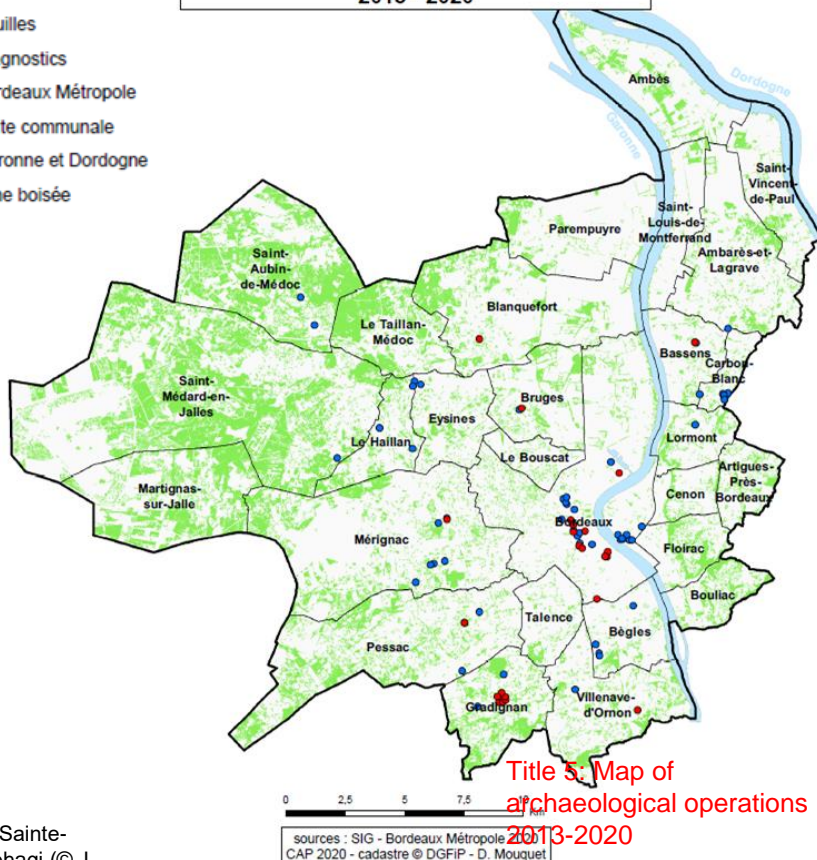 2013 - 2020
uilles
gnostics
rdeaux Métropole
te communale
ronne et Dordogne
ne boisée
Ambès
Dordogne
Garonne
Saint-
Vincent-
de-Paul
Saint-
Louis-de-
Montferrand
Parempuyre
Ambarès-et-
Lagrave
Saint-
Aubin-
de-Médoc
Blanquefort
Le Taillan-
Médoc
Bassens
Carbon-
Blanc
Saint-
Médard-en-
Jalles
Bruges
Eysines
Le Haillan
Lormont
Le Bouscat
Artigues-
Près-
Bordeaux
Martignas-
sur-Jalle
Cenon
Bordeaux
Mérignac
Floirac
Bouliac
Talence
Bègles
Pessac
Gradignan
Villenave-
d'Ornon
Title 5: Map of
archaeological operations
2013-2020
0 2,5 5 7,5 10
Km
sources : SIG - Bordeaux Métropole 2020
CAP 2020 - cadastre © DGFiP - D. Mouquet
Sainte-